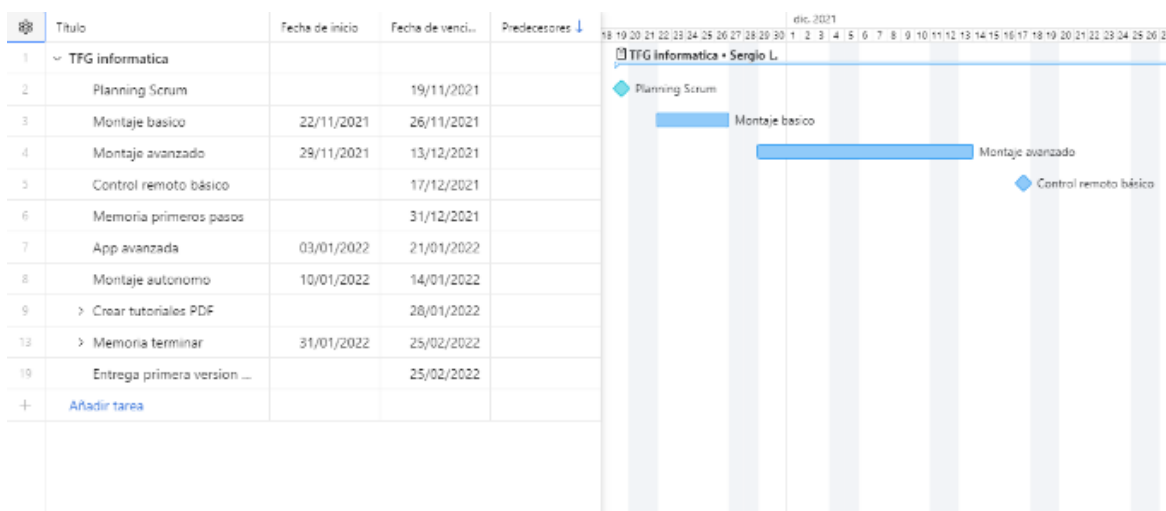 Título Fecha de inicio Fecha de venci... Predecesores ↓
1 TFG informatica
2 Planning Scrum 19/11/2021
3 Montaje basico 22/11/2021 26/11/2021
4 Montaje avanzado 29/11/2021 13/12/2021
5 Control remoto básico 17/12/2021
6 Memoria primeros pasos 31/12/2021
7 App avanzada 03/01/2022 21/01/2022
8 Montaje autonomo 10/01/2022 14/01/2022
9 > Crear tutoriales PDF 28/01/2022
13 > Memoria terminar 31/01/2022 25/02/2022
19 Entrega primera version ... 25/02/2022
+ Añadir tarea
dic. 2021
18 19 20 21 22 23 24 25 26 27 28 29 30 1 2 3 4 5 6 7 8 9 10 11 12 13 14 15 16 17 18 19 20 21 22 23 24 25 26 2
TFG informatica • Sergio L.
Planning Scrum
Montaje basico
Montaje avanzado
Control remoto básico